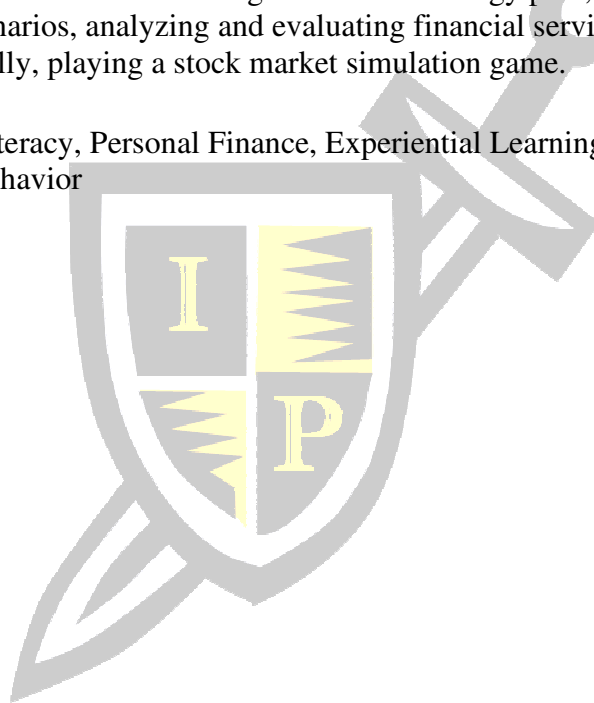 narios, analyzing and evaluating financial servi
lly, playing a stock market simulation game.
teracy, Personal Finance, Experiential Learning
havior
I
P